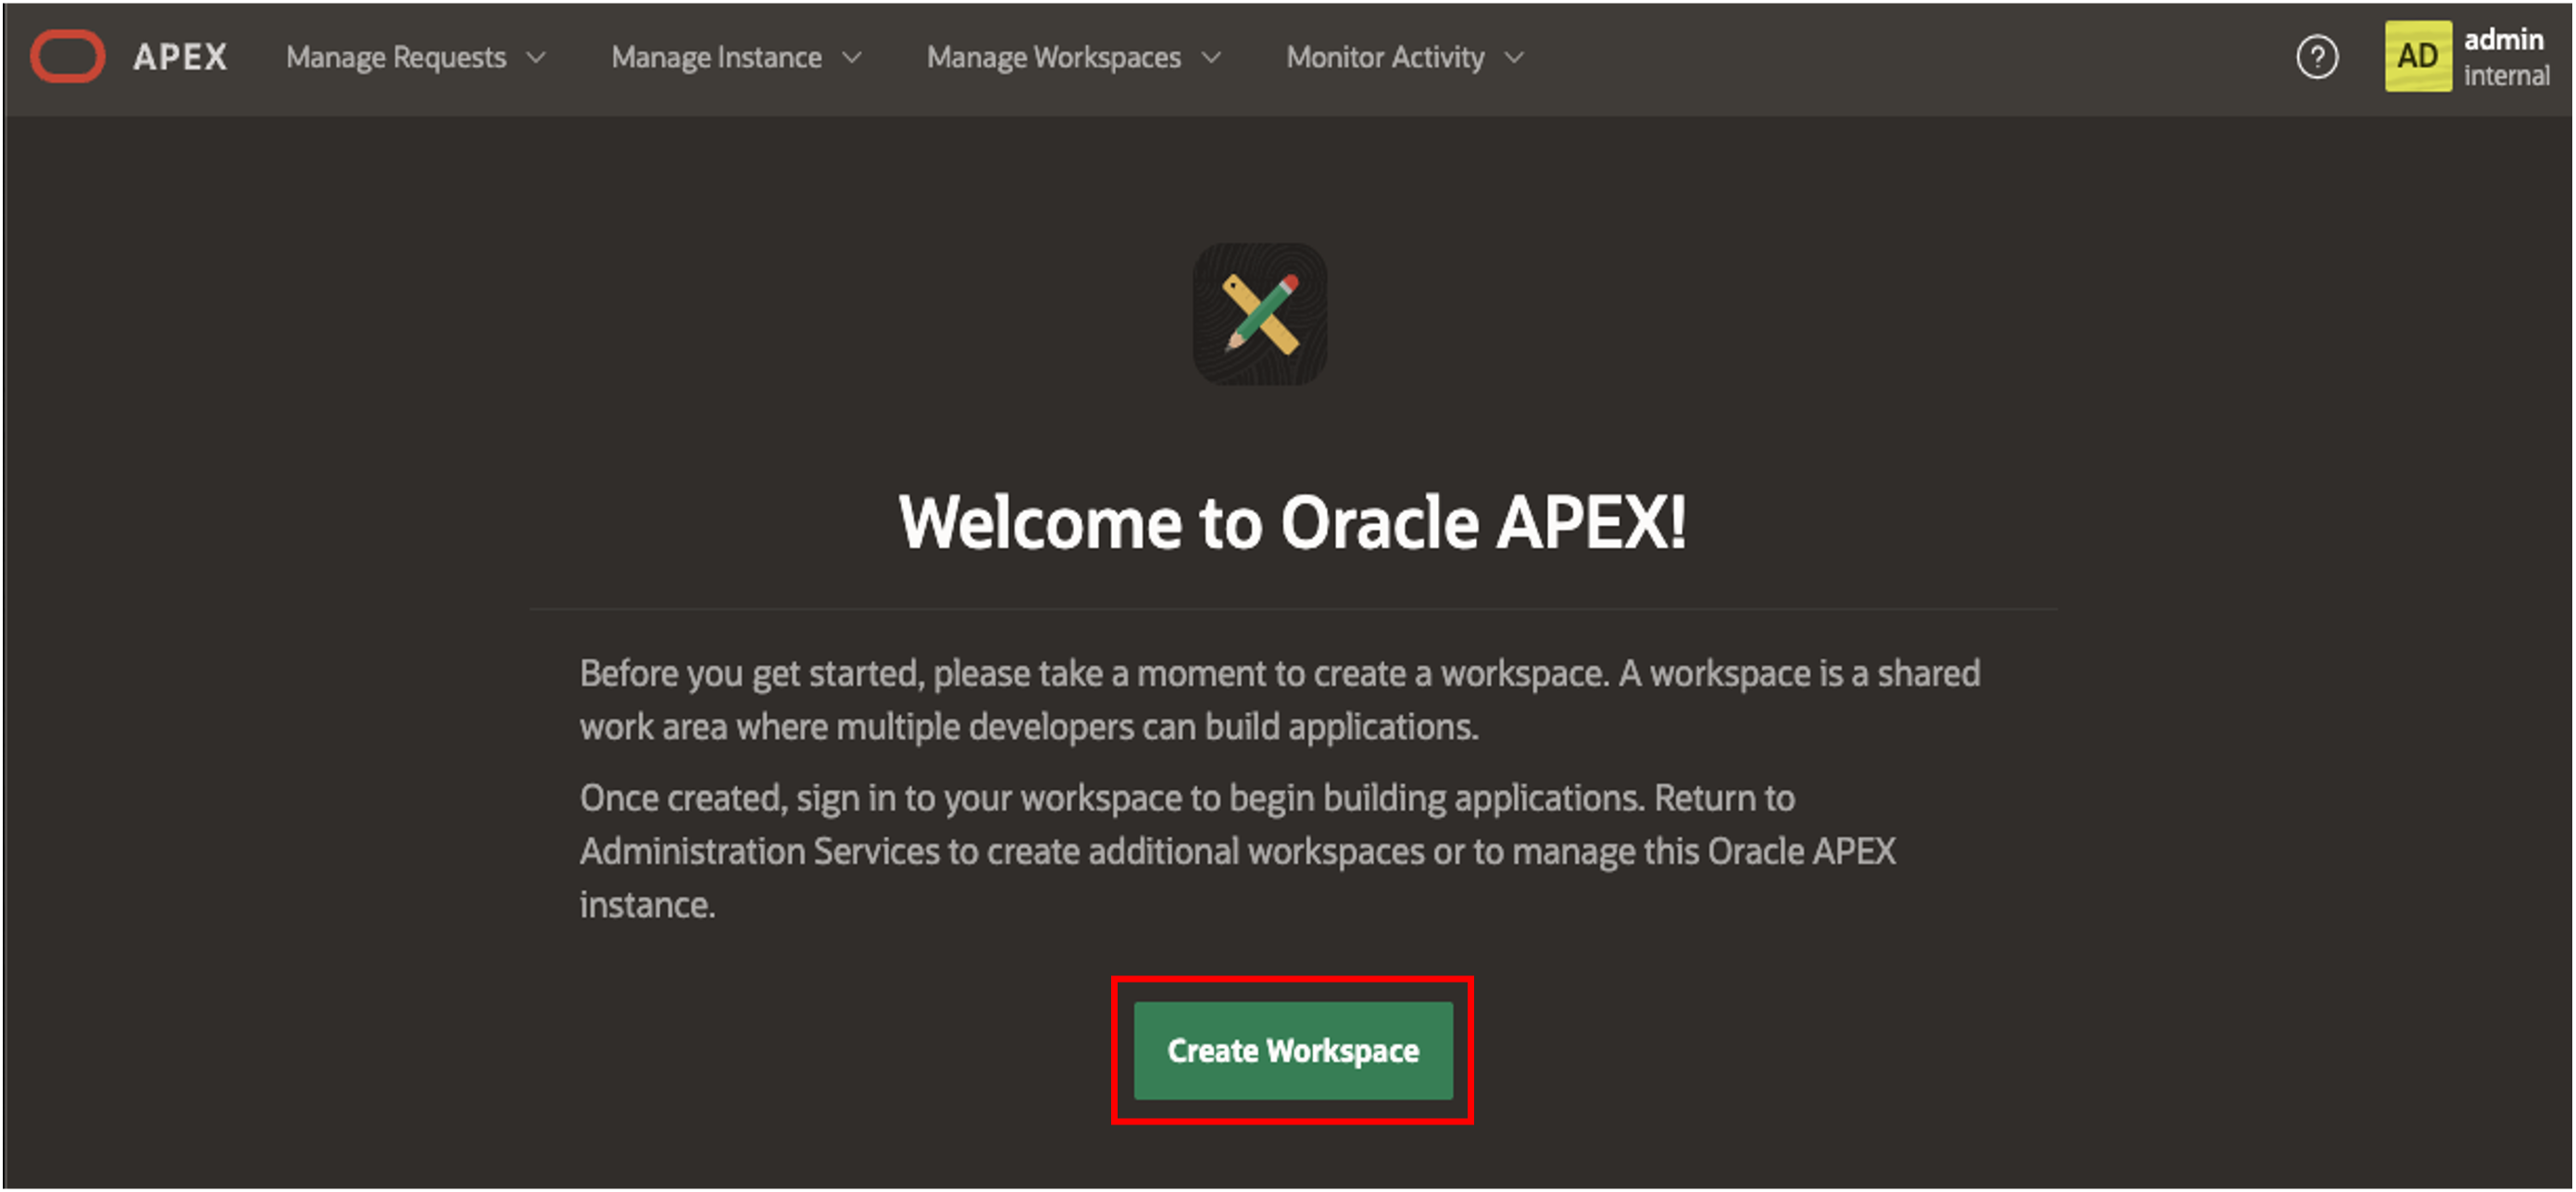 APEX Manage Requests Manage Instance Manage Workspaces Monitor Activity ? AD admin
internal
Welcome to Oracle APEX!
Before you get started, please take a moment to create a workspace. A workspace is a shared
work area where multiple developers can build applications.
Once created, sign in to your workspace to begin building applications. Return to
Administration Services to create additional workspaces or to manage this Oracle APEX
instance.
Create Workspace